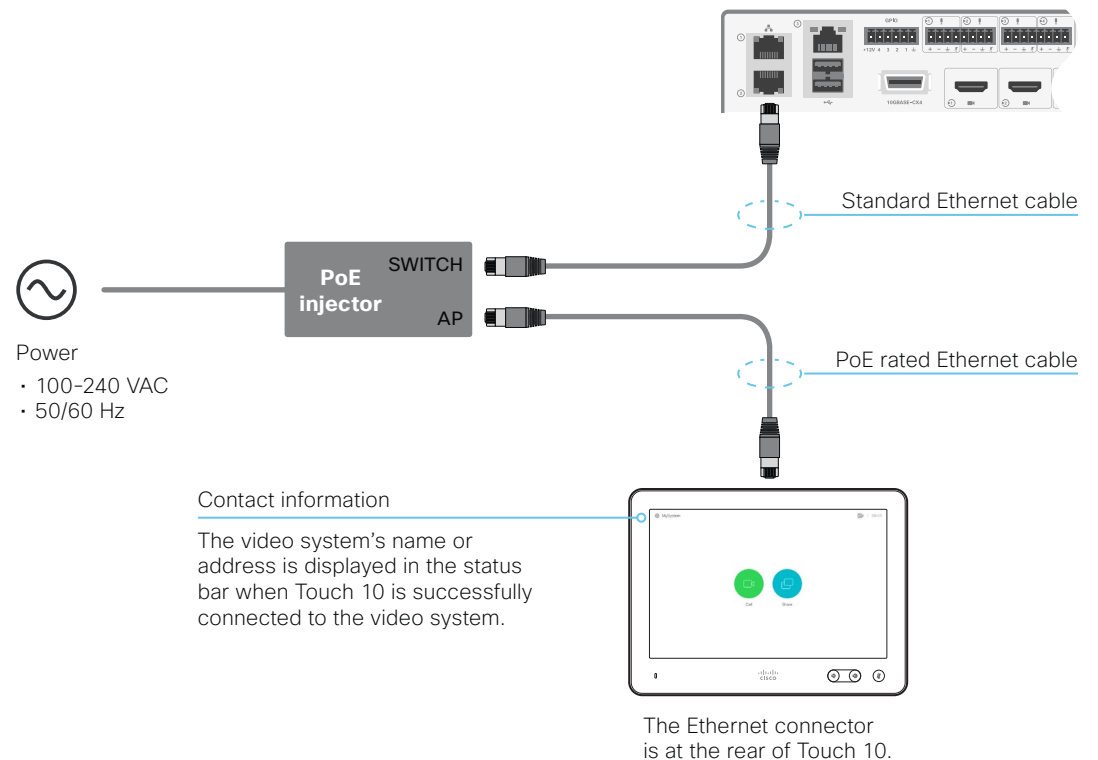 GPIO
+12V 4 3 2 1
10GBASE-CX4
Standard Ethernet cable
PoE
injector
SWITCH
AP
Power
• 100-240 VAC
• 50/60 Hz
PoE rated Ethernet cable
Contact information
The video system's name or
address is displayed in the status
bar when Touch 10 is successfully
connected to the video system.
MySystem
Call
Share
cisco
The Ethernet connector
is at the rear of Touch 10.